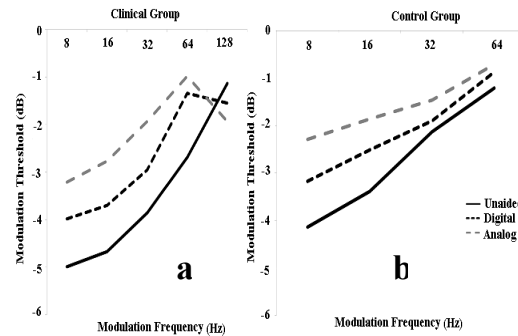 Clinical Group
0 8 16 32 64 128
-1
-2
-3
-4
-5
-6
Modulation Threshold (dB)
a
Modulation Frequency (Hz)
Control Group
0 8 16 32 64
-1
-2
-3
-4
-5
-6
Modulation Threshold (dB)
Unaide
Digital
Analog
b
Modulation Frequency (Hz)